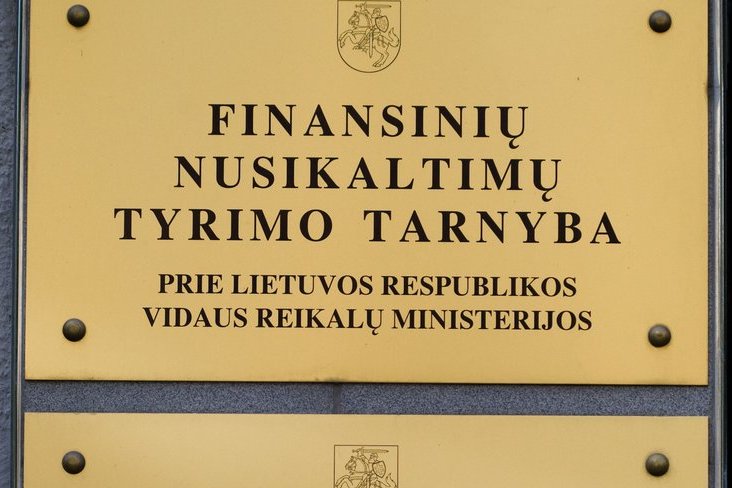 FINANSINIŲ
NUSIKALTIMŲ
TYRIMO TARNYBA
PRIE LIETUVOS RESPUBLIKOS
VIDAUS REIKALŲ MINISTERIJOS